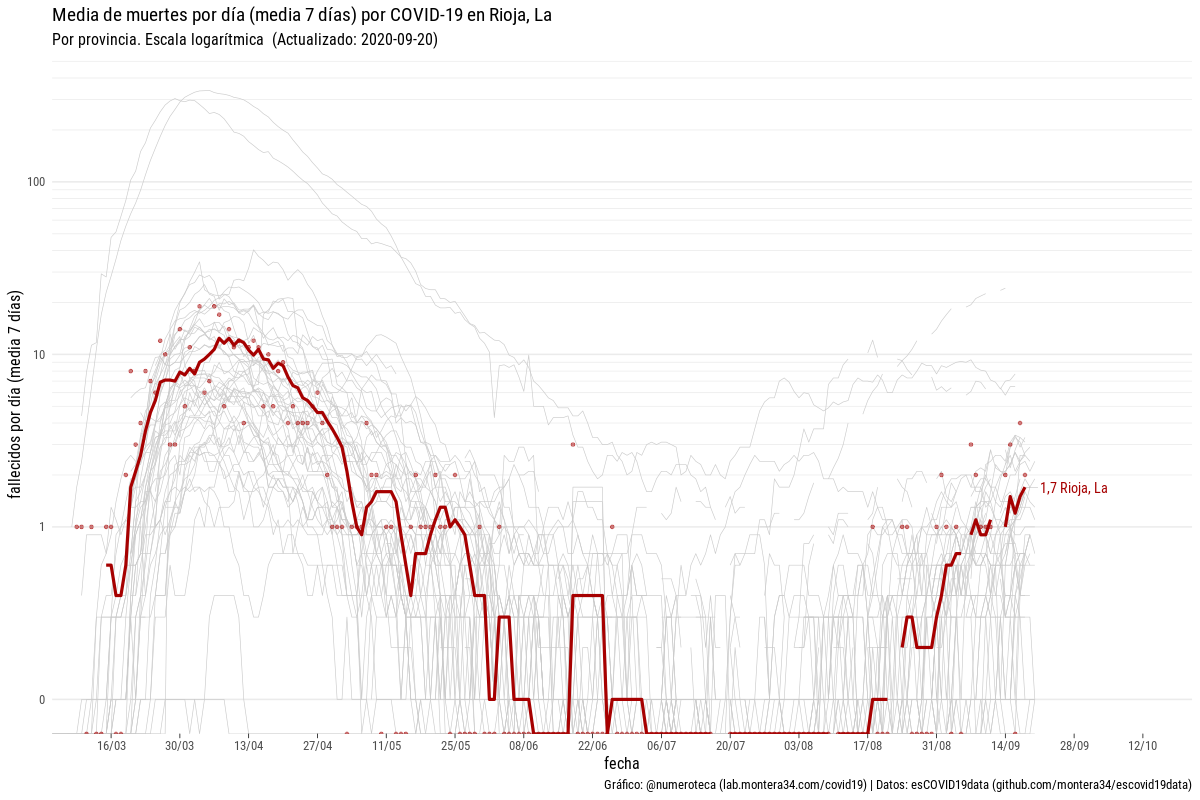 Media de muertes por día (media 7 días) por COVID-19 en Rioja, La
Por provincia. Escala logarítmica (Actualizado: 2020-09-20)
fallecidos por día (media 7 días)
100
10
1
0
1,7 Rioja, La
16/03 30/03 13/04 27/04 11/05 25/05 08/06 22/06 06/07 20/07 03/08 17/08 31/08 14/09 28/09 12/10
fecha
Gráfico: @numeroteca (lab.montera34.com/covid19) | Datos: esCOVID19data (github.com/montera34/escovid19data)